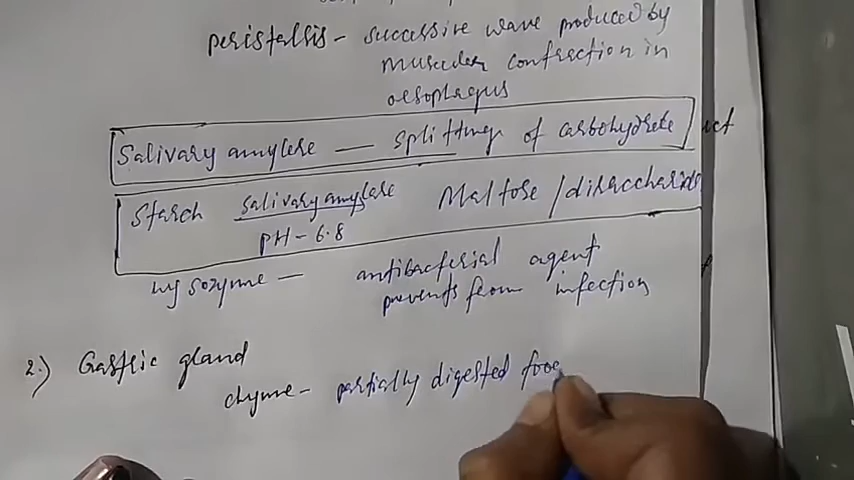 peristalsis - successive wave produced by
muscular contraction in
oesophagus
Salivary amylase — splitting of carbohydrate
Starch salivary amylase Maltose / disaccharide
PH - 6.8
lysozyme — antibacterial agent
prevents from infection
2.) Gastric gland
chyme - partially digested food